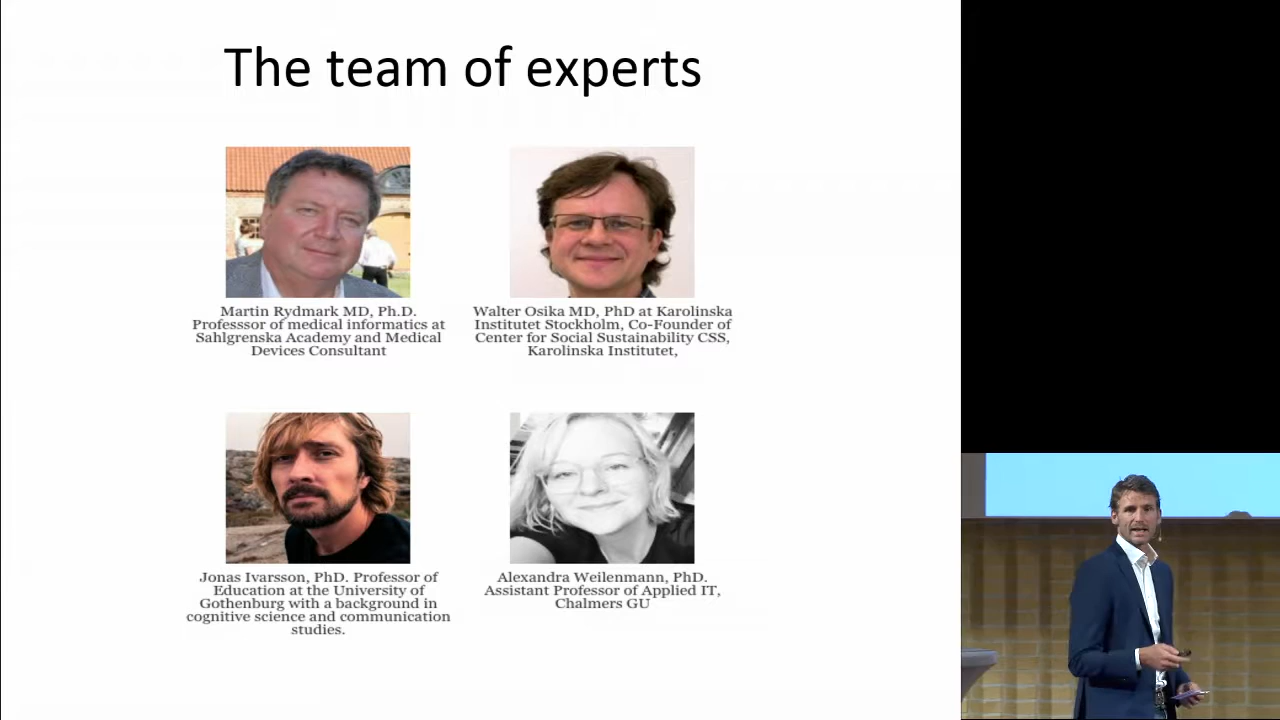 The team of experts
Martin Rydmark MD, Ph.D.
Professsor of medical informatics at
Sahlgrenska Academy and Medical
Devices Consultant
Walter Osika MD, PhD at Karolinska
Institutet Stockholm, Co-Founder of
Center for Social Sustainability CSS,
Karolinska Institutet,
Jonas Ivarsson, PhD. Professor of
Education at the University of
Gothenburg with a background in
cognitive science and communication
studies.
Alexandra Weilenmann, PhD.
Assistant Professor of Applied IT,
Chalmers GU